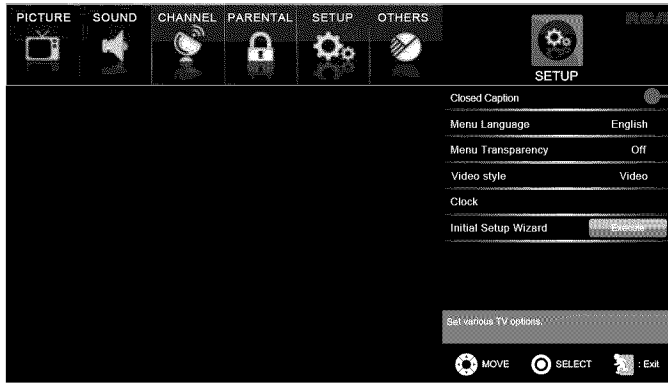 PICTURE SOUND CHANNEL PARENTAL SETUP OTHERS
RCA
SETUP
Closed Caption
Menu Language English
Menu Transparency Off
Video style Video
Clock
Initial Setup Wizard Execute
Set various TV options.
MOVE SELECT : Exit